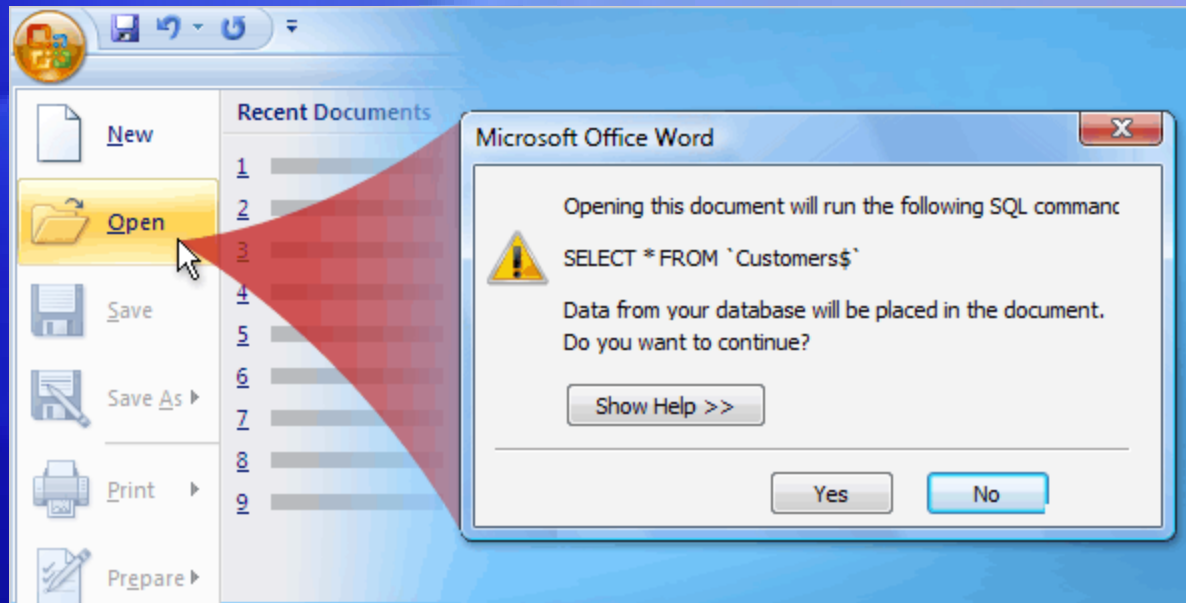 New
Open
Save
Save As
Print
Prepare
Recent Documents
1
2
3
4
5
6
7
8
9
Microsoft Office Word
Opening this document will run the following SQL commanc
SELECT * FROM `Customers$`
Data from your database will be placed in the document.
Do you want to continue?
Show Help >>
Yes
No